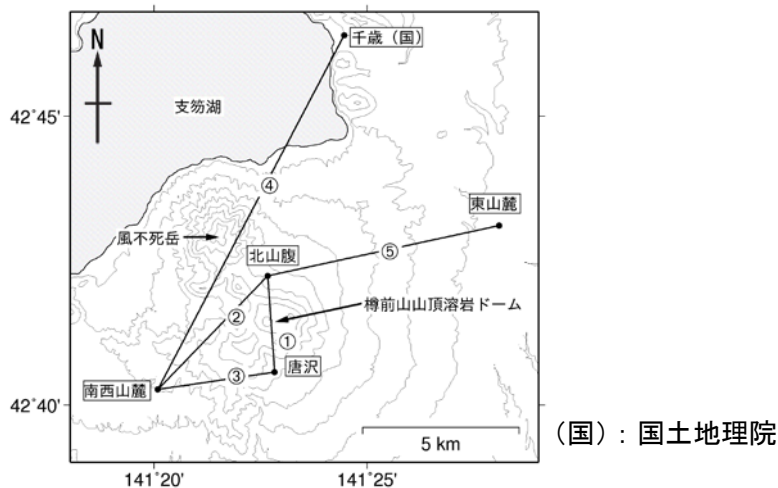 千歳（国）
N
支笏湖
42°45'
④
東山麓
風不死岳
⑤
北山腹
樽前山山頂溶岩ドーム
②
①
唐沢
③
南西山麓
42°40'
5 km
（国）：国土地理院
141°20'
141°25'